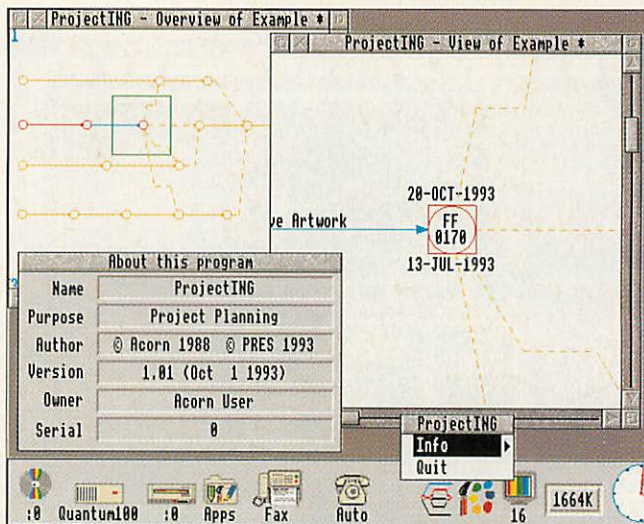 ProjectING - Overview of Example *
1
ProjectING - View of Example *
20-OCT-1993
ve Artwork
FF
0170
13-JUL-1993
About this program
Name ProjectING
Purpose Project Planning
Author © Acorn 1988 © PRES 1993
Version 1.01 (Oct 1 1993)
Owner Acorn User
Serial 0
ProjectING
Info
Quit
:0 Quantum100 :0 Apps Fax Auto 16 1664K